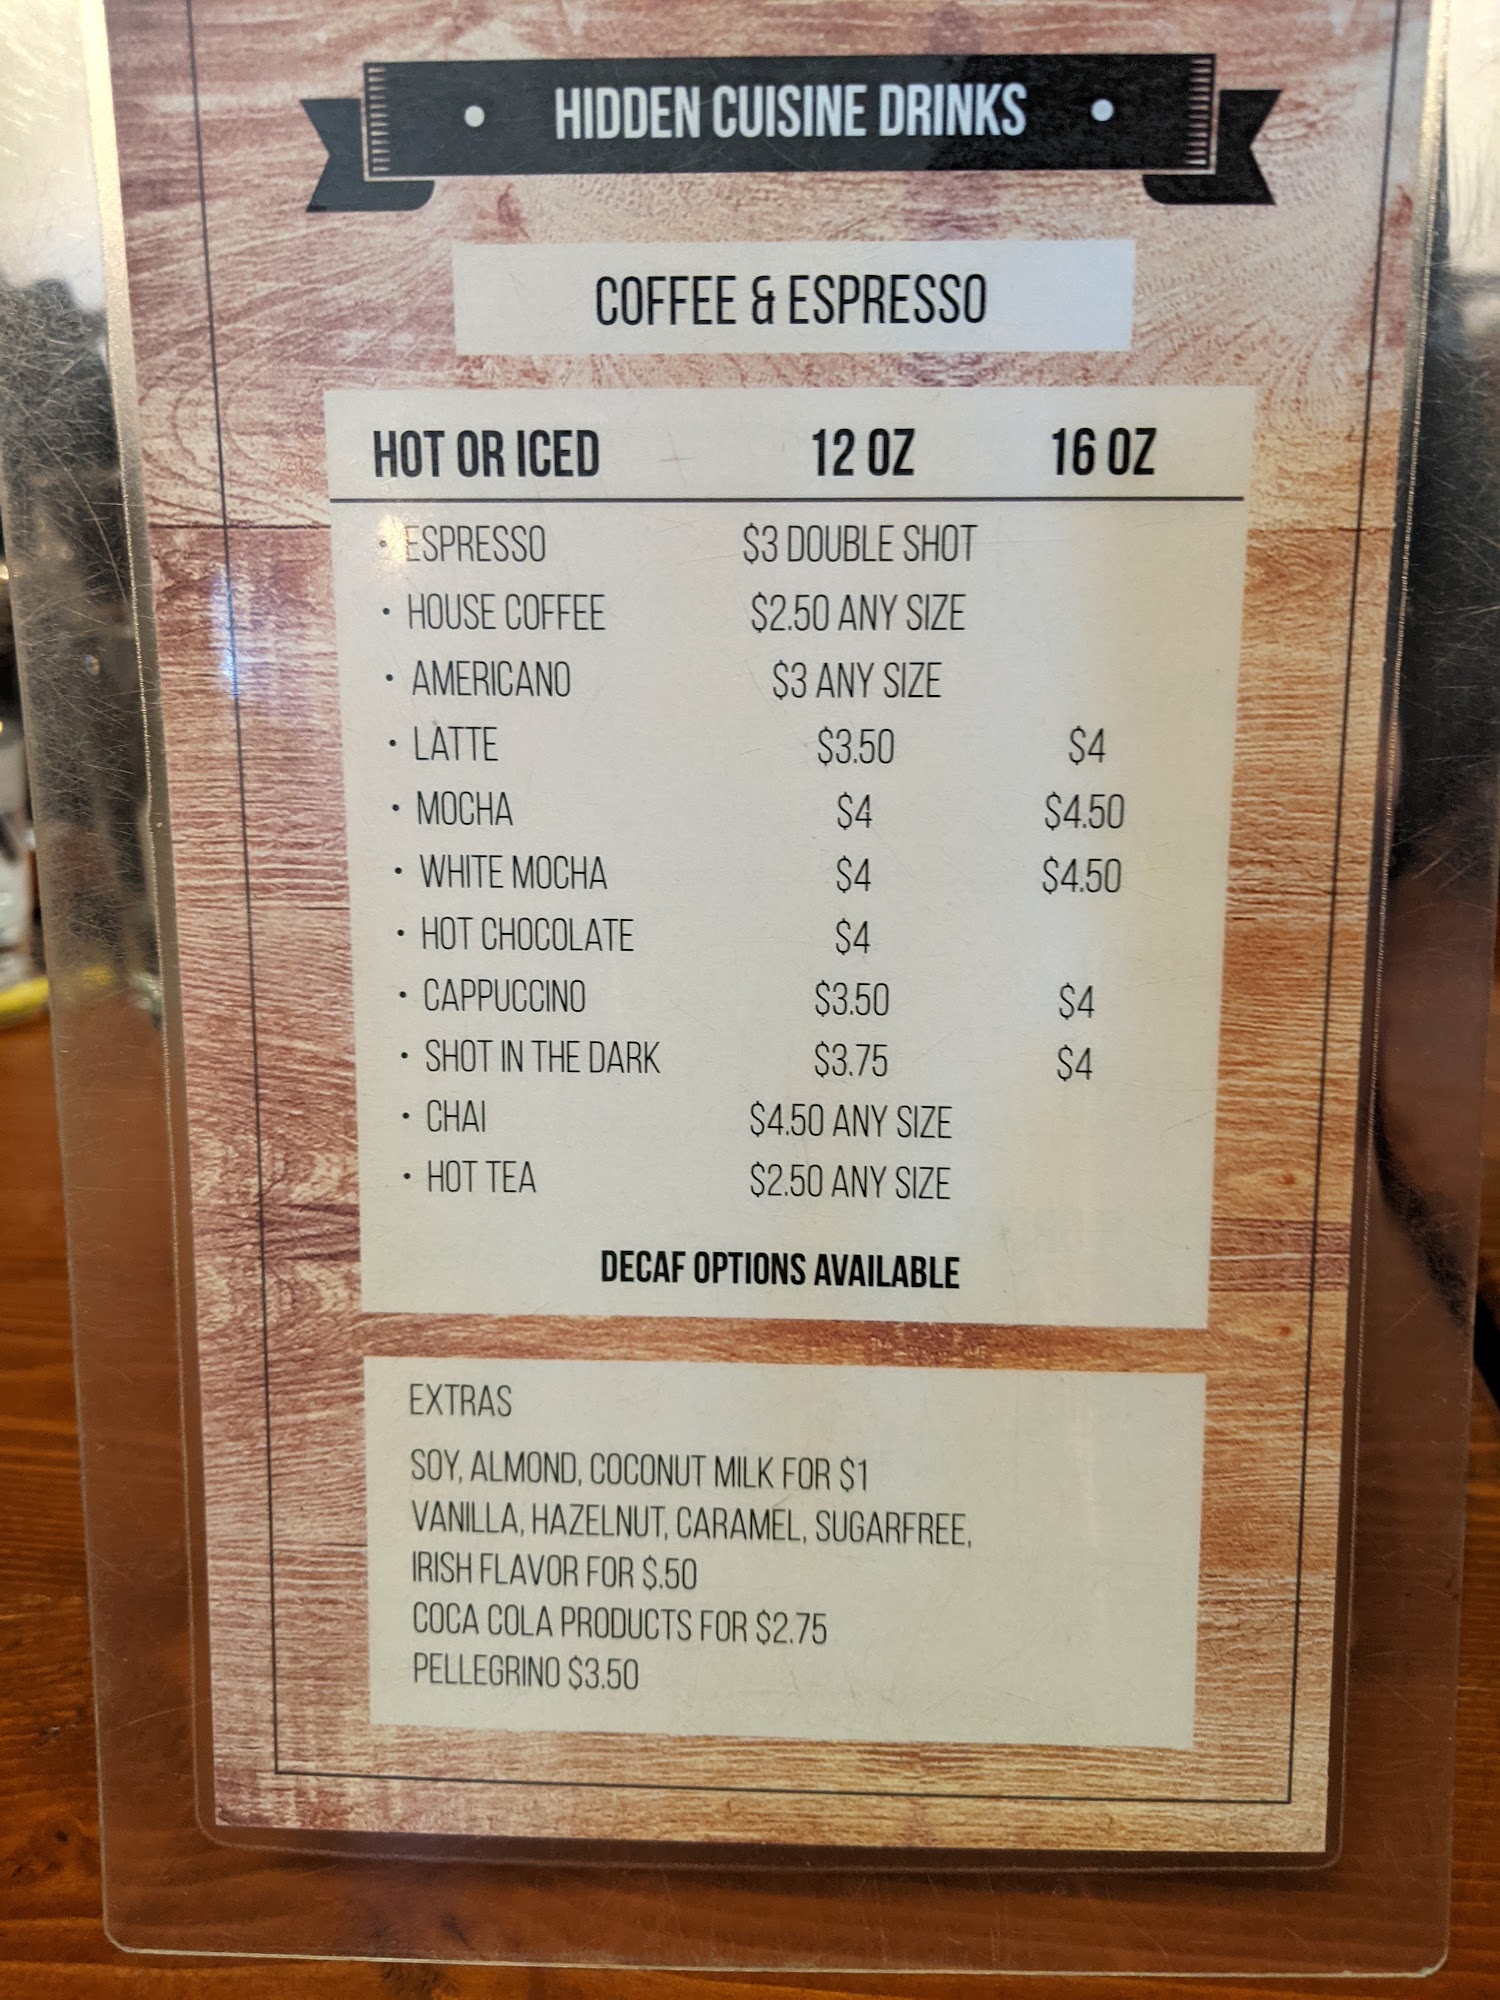 HIDDEN CUISINE DRINKS
COFFEE & ESPRESSO
HOT OR ICED 12 OZ 16 OZ
• ESPRESSO $3 DOUBLE SHOT
• HOUSE COFFEE $2.50 ANY SIZE
• AMERICANO $3 ANY SIZE
• LATTE $3.50 $4
• MOCHA $4 $4.50
• WHITE MOCHA $4 $4.50
• HOT CHOCOLATE $4
• CAPPUCCINO $3.50 $4
• SHOT IN THE DARK $3.75 $4
• CHAI $4.50 ANY SIZE
• HOT TEA $2.50 ANY SIZE
DECAF OPTIONS AVAILABLE
EXTRAS
SOY, ALMOND, COCONUT MILK FOR $1
VANILLA, HAZELNUT, CARAMEL, SUGARFREE,
IRISH FLAVOR FOR $.50
COCA COLA PRODUCTS FOR $2.75
PELLEGRINO $3.50